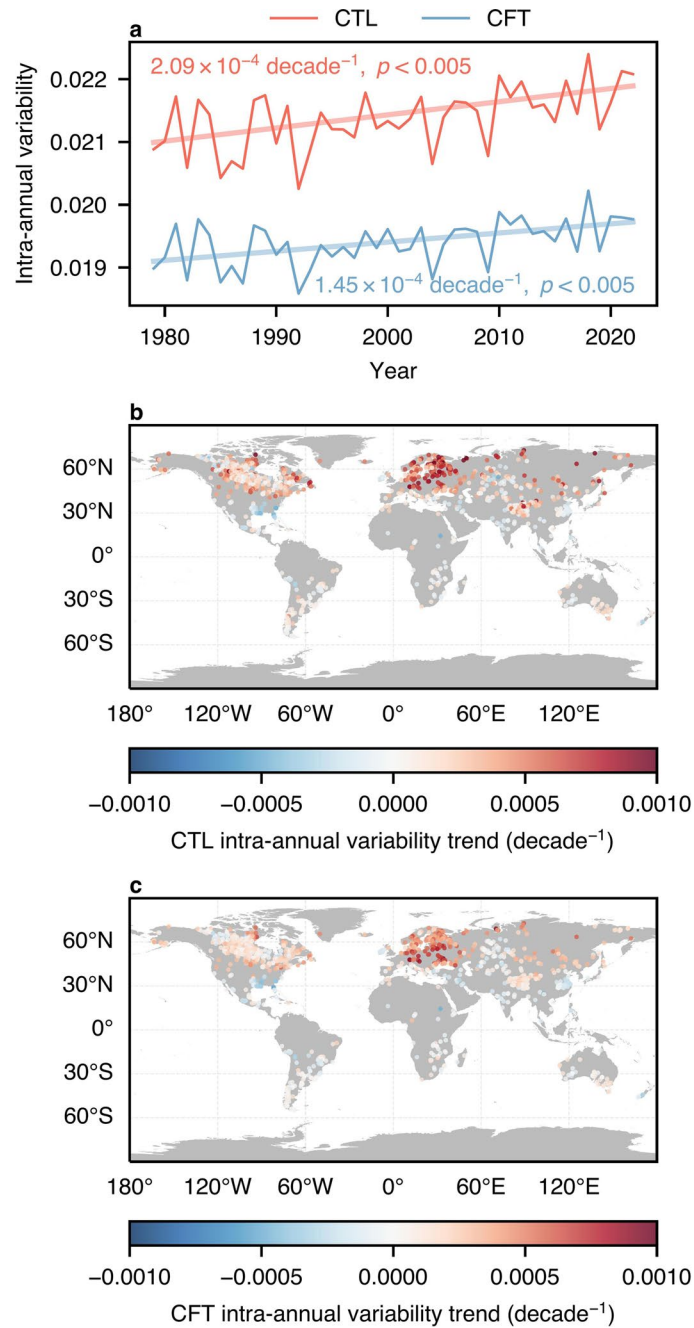 CTL CFT
a
2.09×10⁻⁴ decade⁻¹, p<0.005
0.022
0.021
0.020
0.019
Intra-annual variability
1.45×10⁻⁴ decade⁻¹, p<0.005
1980 1990 2000 2010 2020
Year
b
60°N
30°N
0°
30°S
60°S
180° 120°W 60°W 0° 60°E 120°E
−0.0010 −0.0005 0.0000 0.0005 0.0010
CTL intra-annual variability trend (decade⁻¹)
c
60°N
30°N
0°
30°S
60°S
180° 120°W 60°W 0° 60°E 120°E
−0.0010 −0.0005 0.0000 0.0005 0.0010
CFT intra-annual variability trend (decade⁻¹)